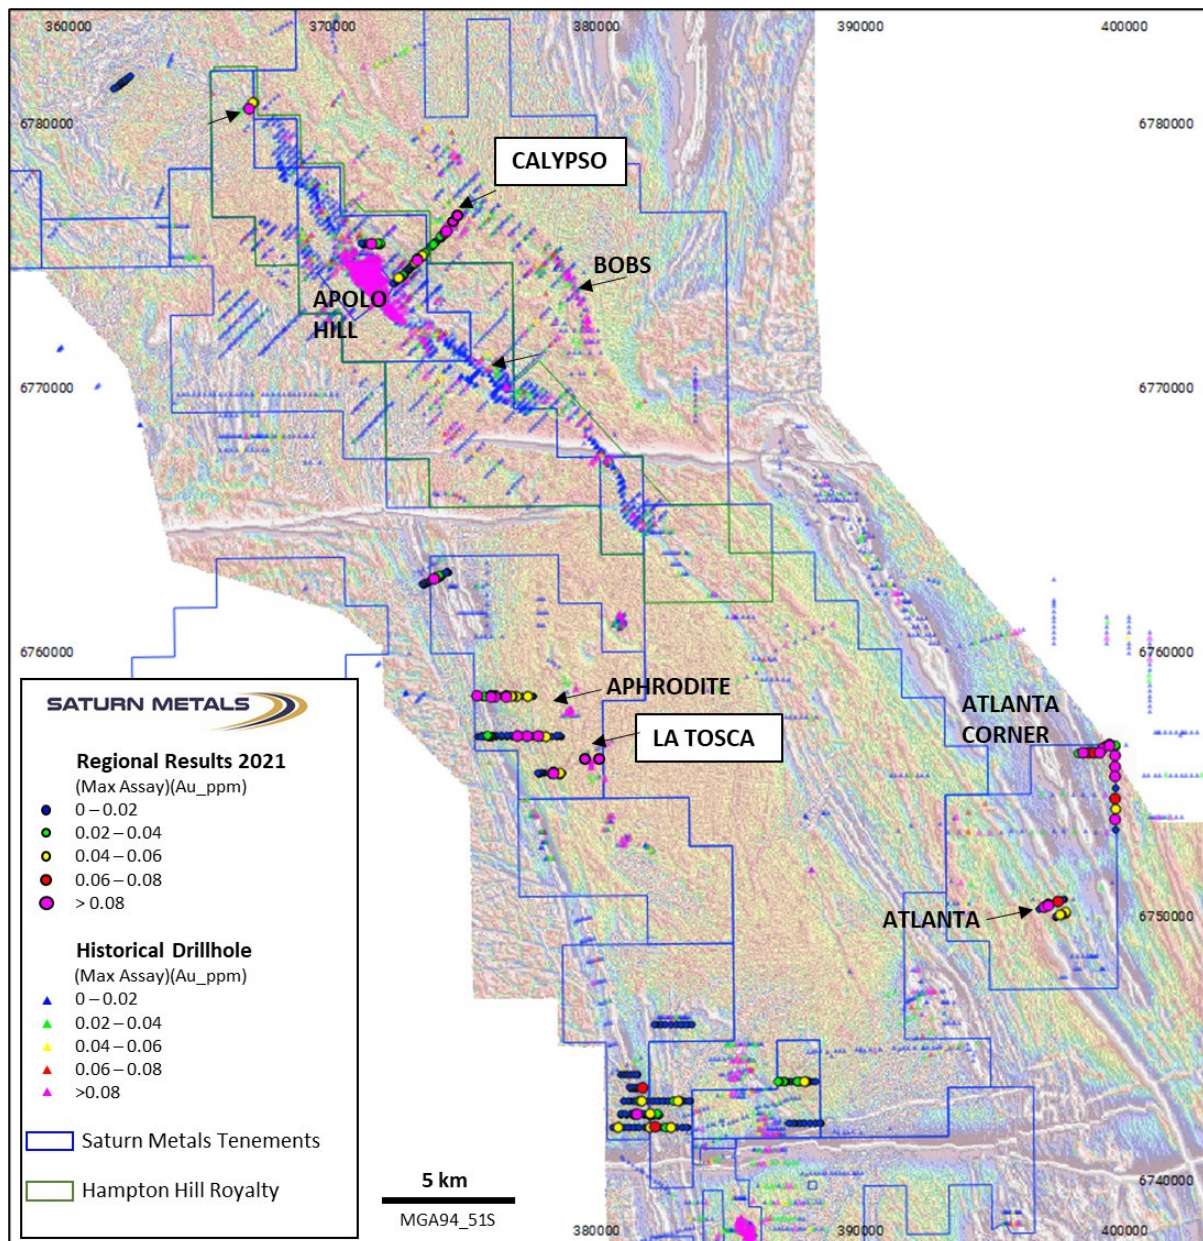 360000 370000 380000 390000 400000
6780000 6780000
CALYPSO
BOBS
APOLO
HILL
6770000 6770000
6760000 6760000
APHRODITE
LA TOSCA
ATLANTA
CORNER
ATLANTA
6750000
6740000
SATURN METALS
Regional Results 2021
(Max Assay)(Au_ppm)
0 – 0.02
0.02 – 0.04
0.04 – 0.06
0.06 – 0.08
> 0.08
Historical Drillhole
(Max Assay)(Au_ppm)
0 – 0.02
0.02 – 0.04
0.04 – 0.06
0.06 – 0.08
>0.08
Saturn Metals Tenements
Hampton Hill Royalty
5 km
MGA94_51S
380000 390000 400000